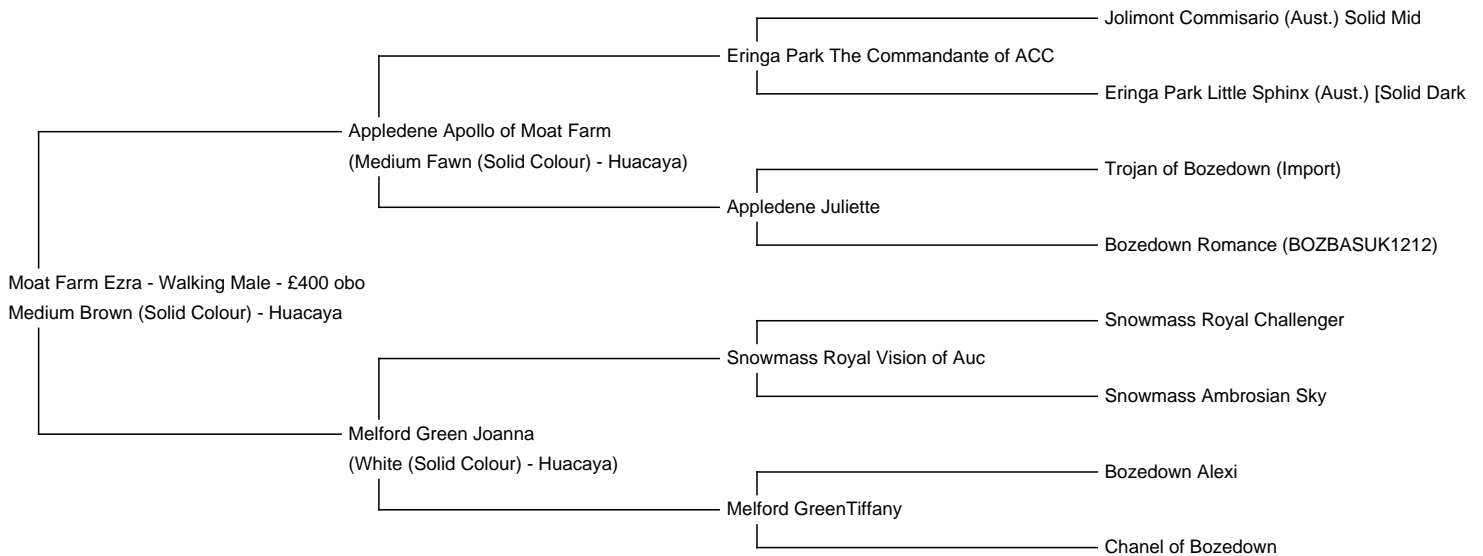 Jolimont Commisario (Aust.) Solid Mid
Eringa Park The Commandante of ACC
Eringa Park Little Sphinx (Aust.) [Solid Dark
Appledene Apollo of Moat Farm
(Medium Fawn (Solid Colour) - Huacaya)
Trojan of Bozedown (Import)
Appledene Juliette
Bozedown Romance (BOZBASUK1212)
Moat Farm Ezra - Walking Male - £400 obo
Medium Brown (Solid Colour) - Huacaya
Snowmass Royal Challenger
Snowmass Royal Vision of Auc
Snowmass Ambrosian Sky
Melford Green Joanna
(White (Solid Colour) - Huacaya)
Bozedown Alexi
Melford GreenTiffany
Chanel of Bozedown